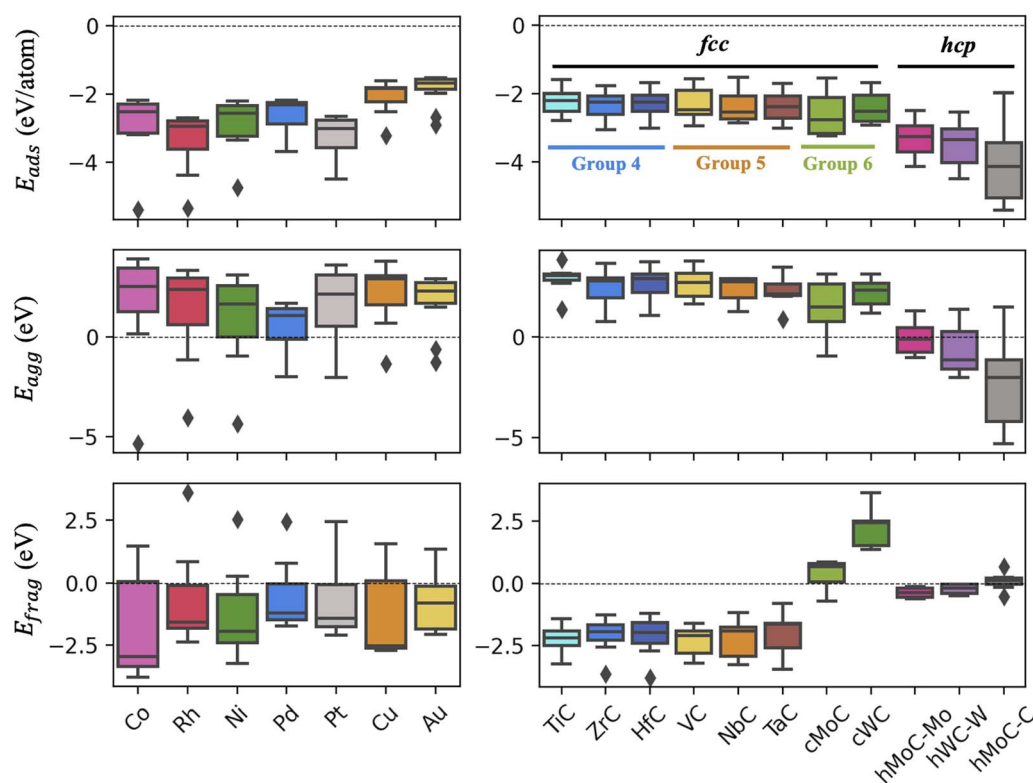 E_ads (eV/atom)
0
−2
−4
fcc
hcp
Group 4
Group 5
Group 6
0
−2
−4
E_agg (eV)
0
−5
0
−5
E_frag (eV)
2.5
0.0
−2.5
2.5
0.0
−2.5
Co Rh Ni Pd Pt Cu Au
TiC ZrC HfC VC NbC TaC cMoC cWC hMoC-Mo hWC-W hMoC-C